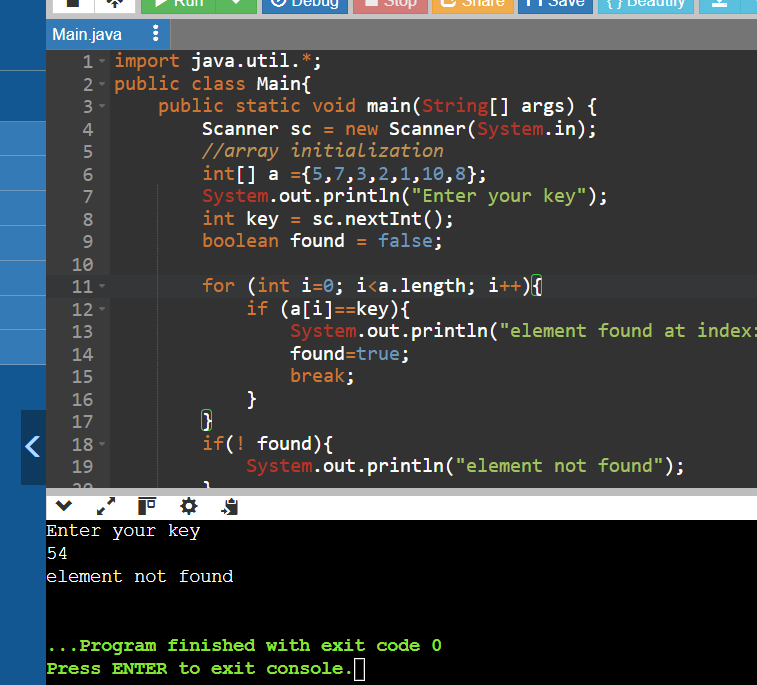 Run Debug Stop Share Save { } Beautify
Main.java
1 import java.util.*;
2 public class Main{
3 public static void main(String[] args) {
4 Scanner sc = new Scanner(System.in);
5 //array initialization
6 int[] a ={5,7,3,2,1,10,8};
7 System.out.println("Enter your key");
8 int key = sc.nextInt();
9 boolean found = false;
10
11 for (int i=0; i<a.length; i++){
12 if (a[i]==key){
13 System.out.println("element found at index:
14 found=true;
15 break;
16 }
17 }
18 if(! found){
19 System.out.println("element not found");
20 }
Enter your key
54
element not found
...Program finished with exit code 0
Press ENTER to exit console.